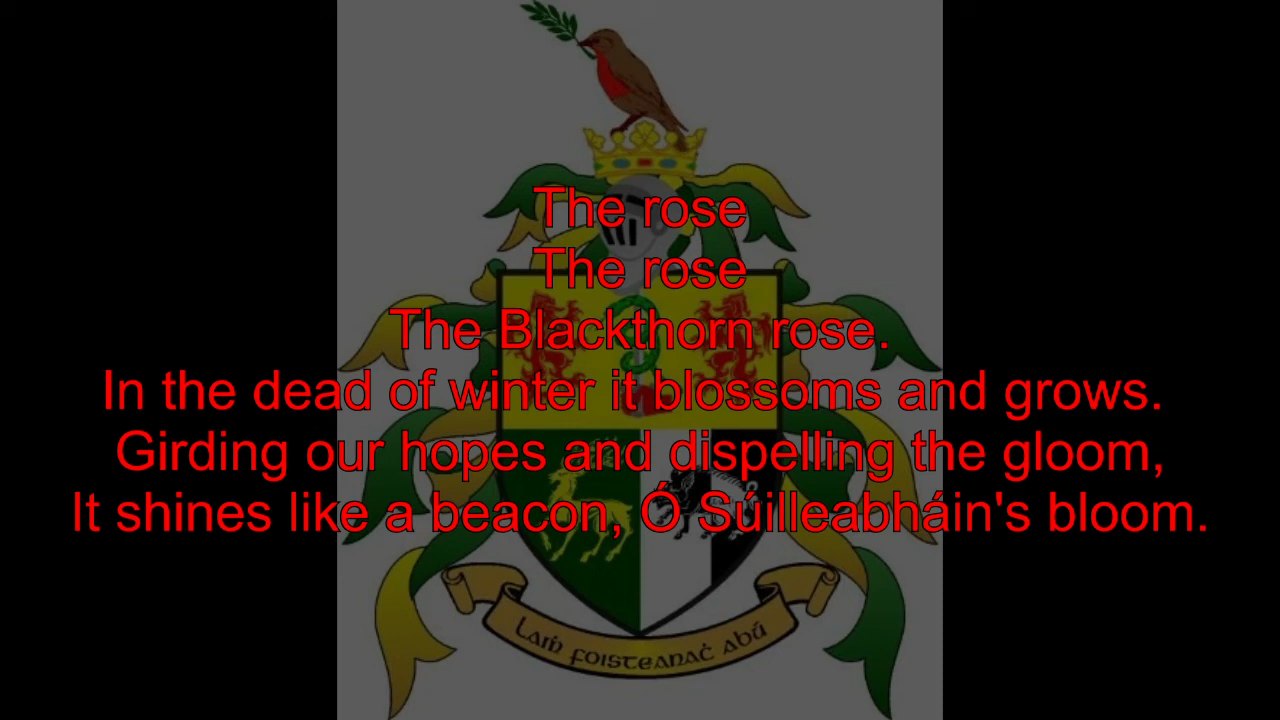 The rose
The rose
The Blackthorn rose.
In the dead of winter it blossoms and grows.
Girding our hopes and dispelling the gloom,
It shines like a beacon, Ó Súilleabháin's bloom.
Laṁ foisteanaċ abú